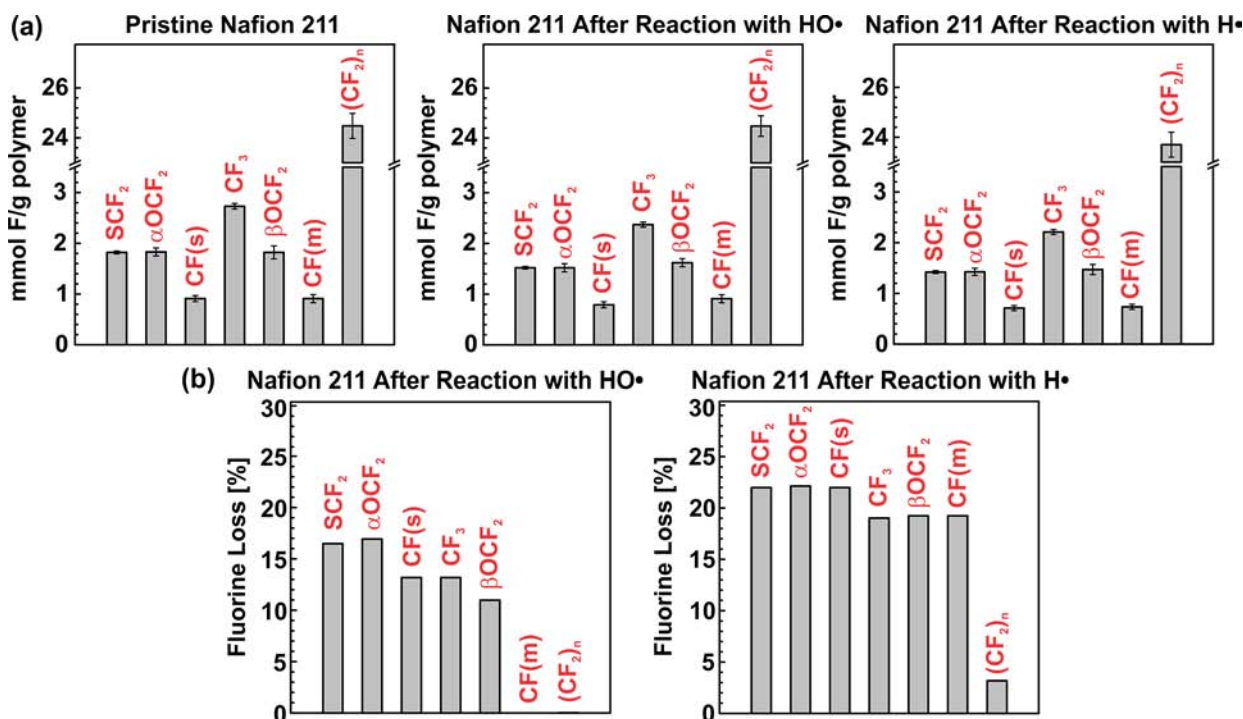 (a)
Pristine Nafion 211
Nafion 211 After Reaction with HO•
Nafion 211 After Reaction with H•
mmol F/g polymer
26
24
3
2
1
0
SCF₂
αOCF₂
CF(s)
CF₃
βOCF₂
CF(m)
(CF₂)ₙ
mmol F/g polymer
26
24
3
2
1
0
SCF₂
αOCF₂
CF(s)
CF₃
βOCF₂
CF(m)
(CF₂)ₙ
mmol F/g polymer
26
24
3
2
1
0
SCF₂
αOCF₂
CF(s)
CF₃
βOCF₂
CF(m)
(CF₂)ₙ
(b)
Nafion 211 After Reaction with HO•
Nafion 211 After Reaction with H•
Fluorine Loss [%]
30
25
20
15
10
5
0
SCF₂
αOCF₂
CF(s)
CF₃
βOCF₂
CF(m)
(CF₂)ₙ
Fluorine Loss [%]
30
25
20
15
10
5
0
SCF₂
αOCF₂
CF(s)
CF₃
βOCF₂
CF(m)
(CF₂)ₙ